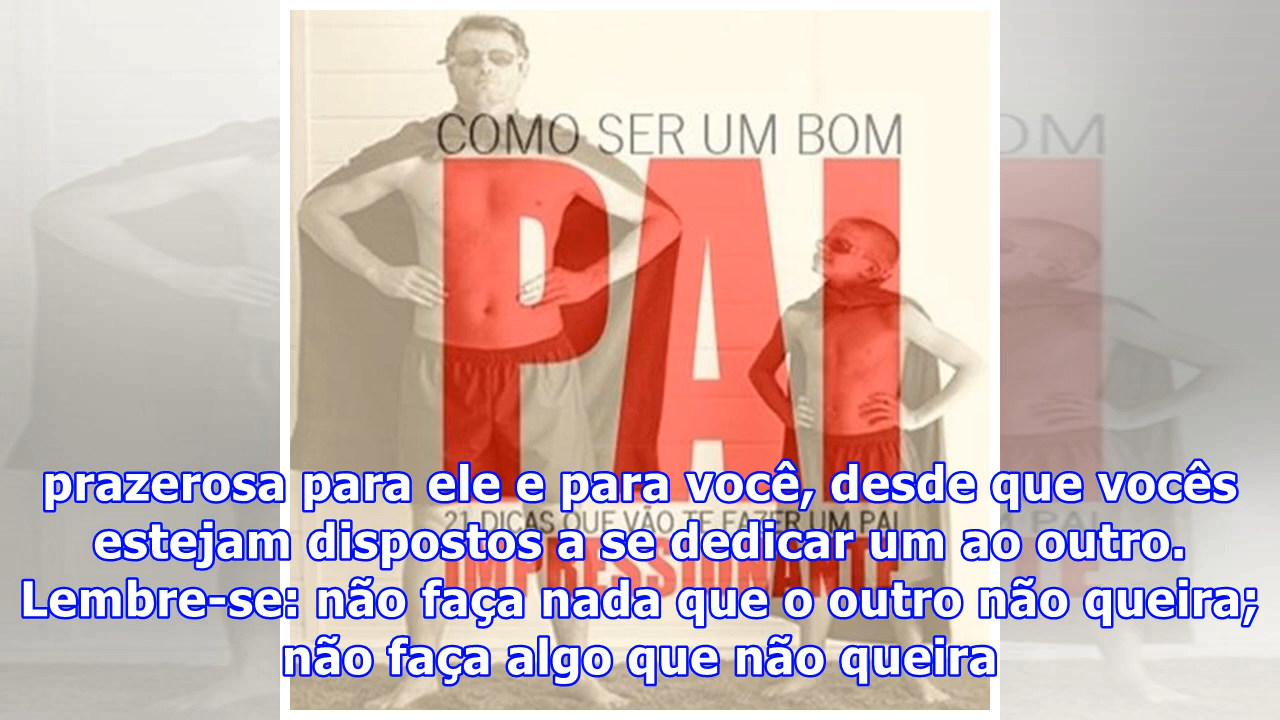 COMO SER UM BOM
PAI
21 DICAS QUE VÃO TE FAZER UM PAI
IMPRESSIONANTE
prazerosa para ele e para você, desde que vocês
estejam dispostos a se dedicar um ao outro.
Lembre-se: não faça nada que o outro não queira;
não faça algo que não queira